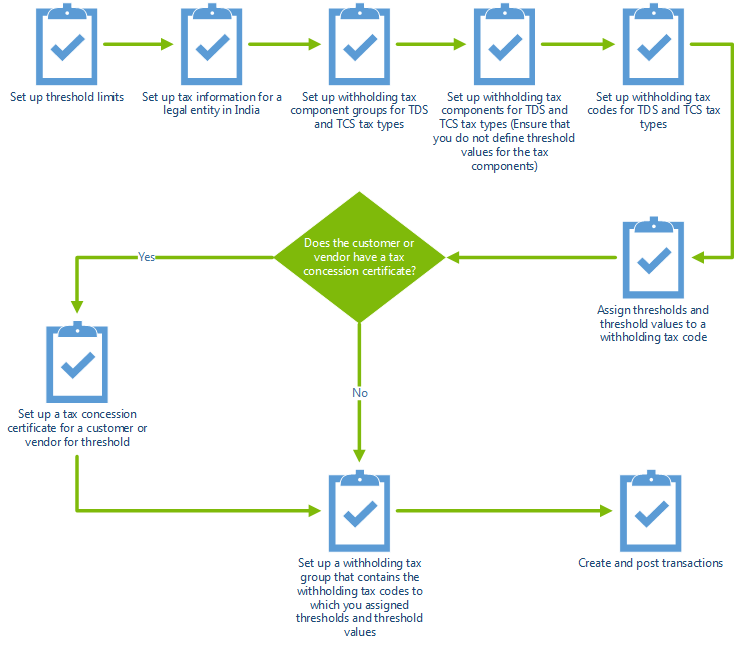 Set up threshold limits
Set up tax information for a
legal entity in India
Set up withholding tax
component groups for TDS
and TCS tax types
Set up withholding tax
components for TDS and
TCS tax types (Ensure that
you do not define threshold
values for the tax
components)
Set up withholding tax
codes for TDS and TCS tax
types
Assign thresholds and
threshold values to a
withholding tax code
Does the customer or
vendor have a tax
concession certificate?
Yes
No
Set up a tax concession
certificate for a customer or
vendor for threshold
Set up a withholding tax
group that contains the
withholding tax codes to
which you assigned
thresholds and threshold
values
Create and post transactions